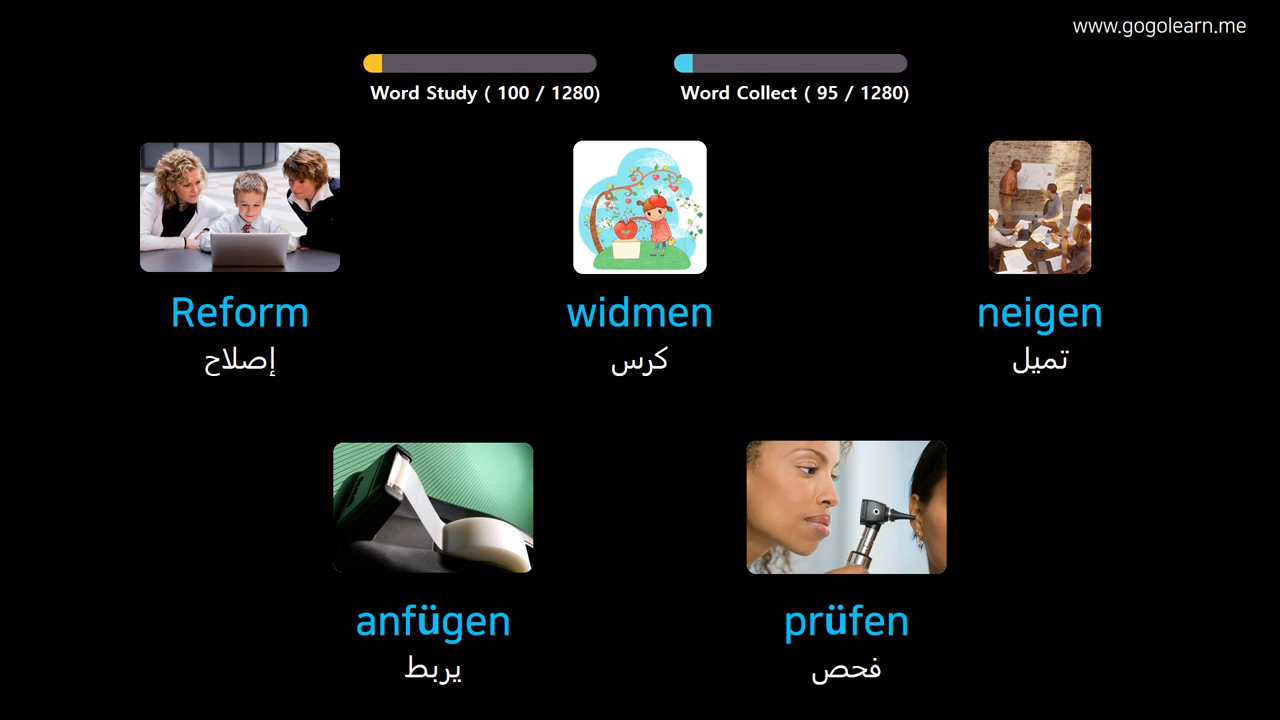 www.gogolearn.me
Word Study ( 100 / 1280)
Word Collect ( 95 / 1280)
Reform
إصلاح
widmen
كرس
neigen
تميل
anfügen
يربط
prüfen
فحص